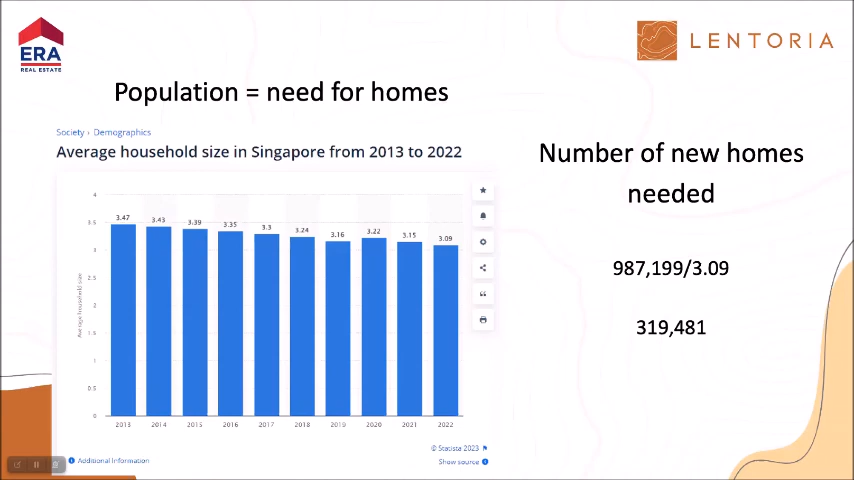 ERA
REAL ESTATE
LENTORIA
Population = need for homes
Society › Demographics
Average household size in Singapore from 2013 to 2022
Number of new homes
needed
987,199/3.09
319,481
Average household size
4
3.5
3
2.5
2
1.5
1
0.5
0
3.47
3.43
3.39
3.35
3.3
3.24
3.16
3.22
3.15
3.09
2013
2014
2015
2016
2017
2018
2019
2020
2021
2022
© Statista 2023
Additional Information
Show source